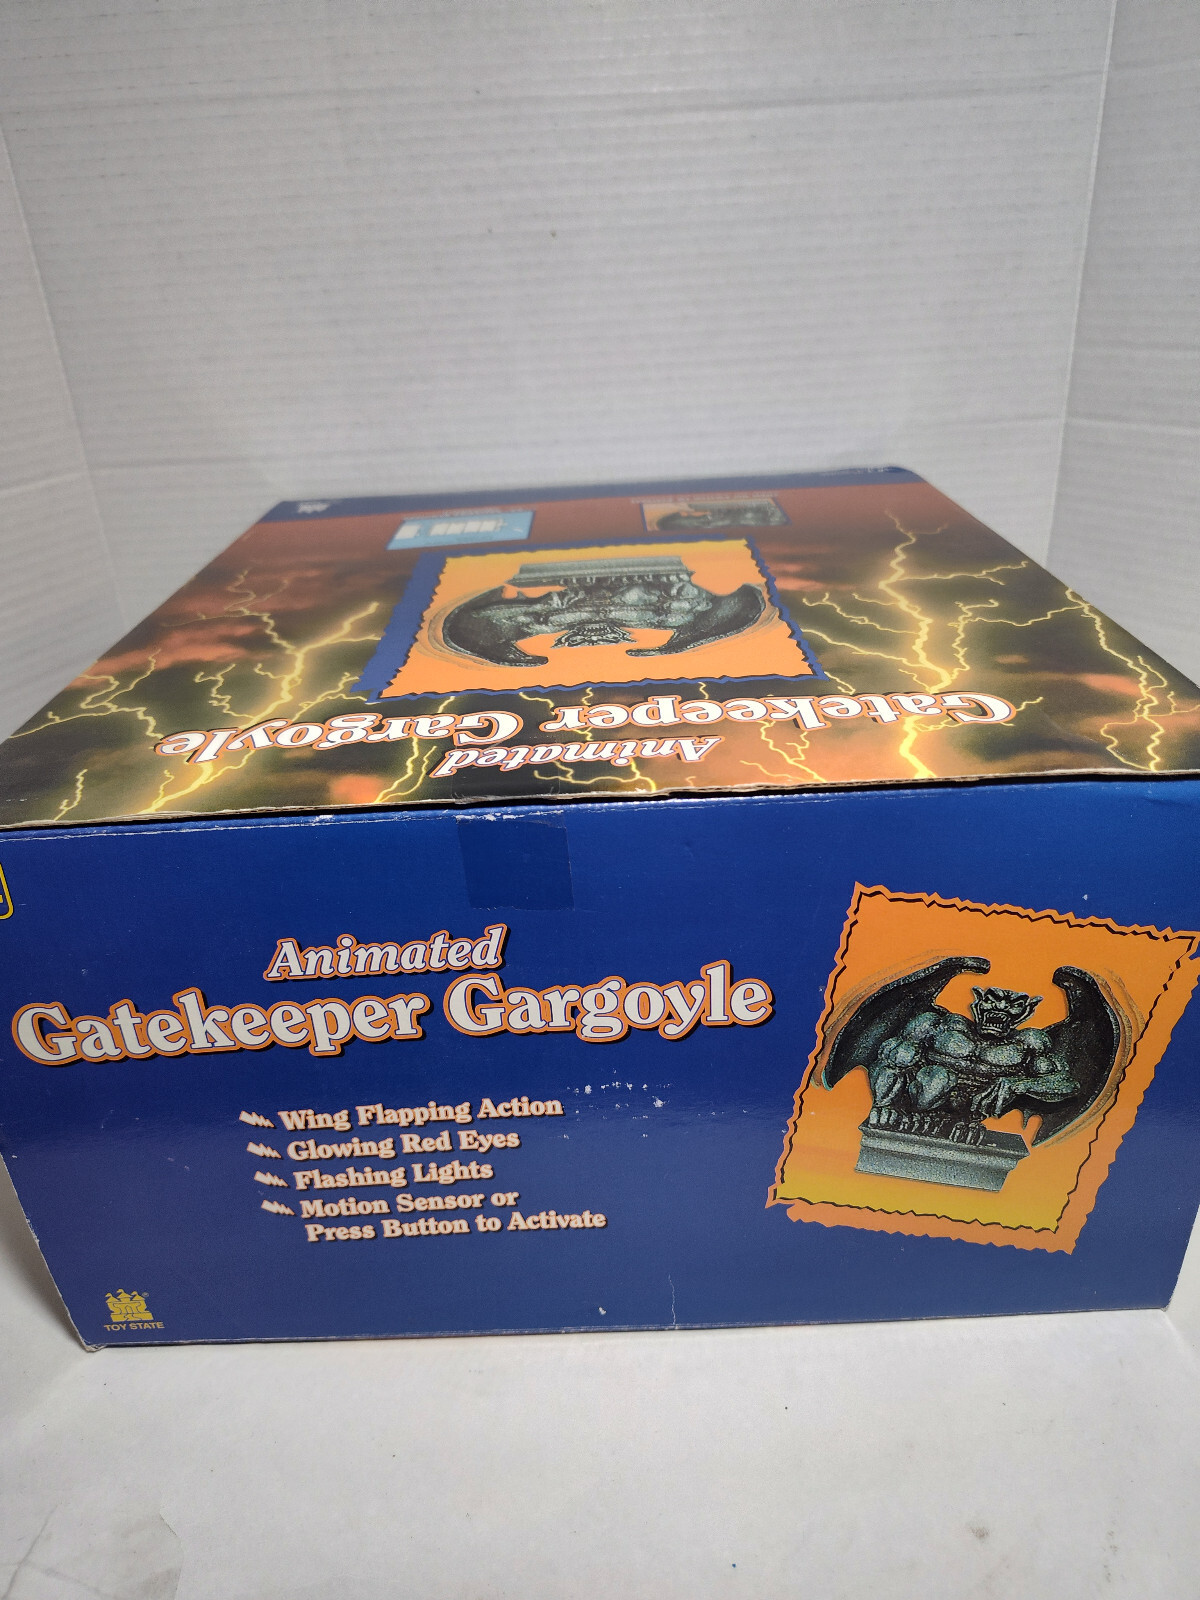 Gatekeeper Gargoyle
Animated
Animated
Gatekeeper Gargoyle
Wing Flapping Action
Glowing Red Eyes
Flashing Lights
Motion Sensor or
Press Button to Activate
TOY STATE